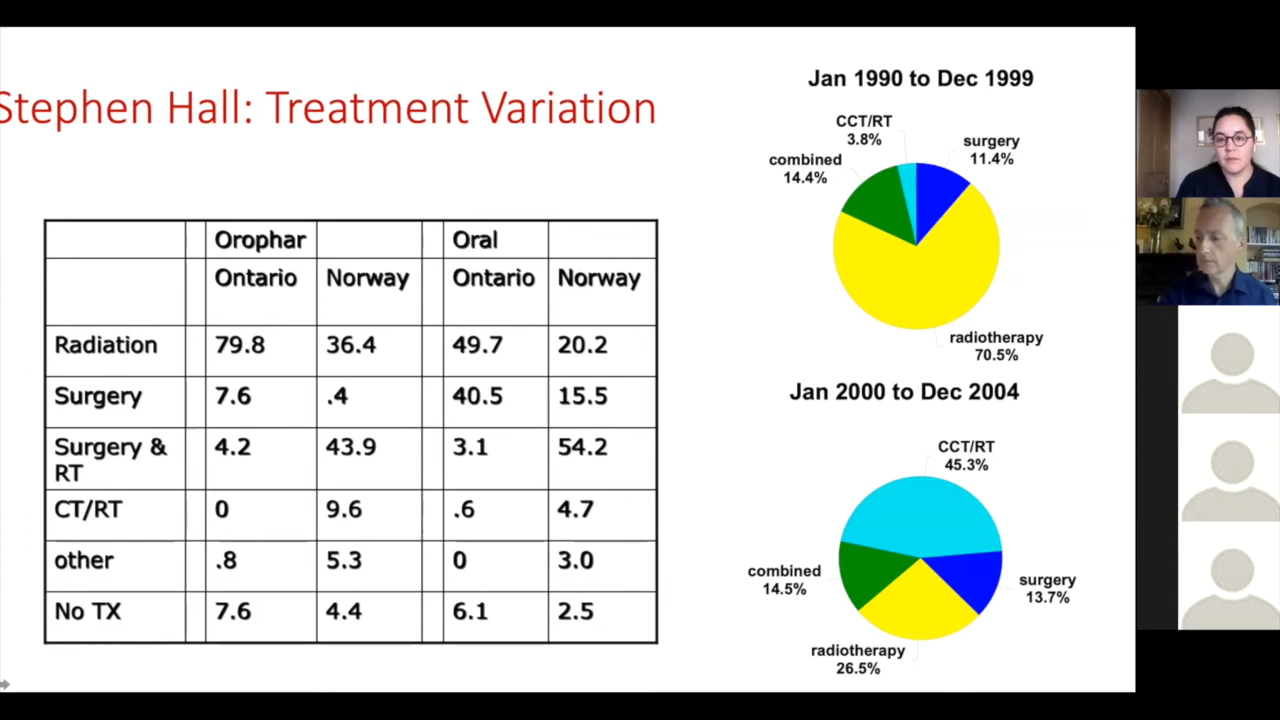 Stephen Hall: Treatment Variation
Orophar Oral
Ontario Norway Ontario Norway
Radiation 79.8 36.4 49.7 20.2
Surgery 7.6 .4 40.5 15.5
Surgery & 4.2 43.9 3.1 54.2
RT
CT/RT 0 9.6 .6 4.7
other .8 5.3 0 3.0
No TX 7.6 4.4 6.1 2.5
Jan 1990 to Dec 1999
CCT/RT
3.8%
surgery
11.4%
combined
14.4%
radiotherapy
70.5%
Jan 2000 to Dec 2004
CCT/RT
45.3%
combined
14.5%
surgery
13.7%
radiotherapy
26.5%